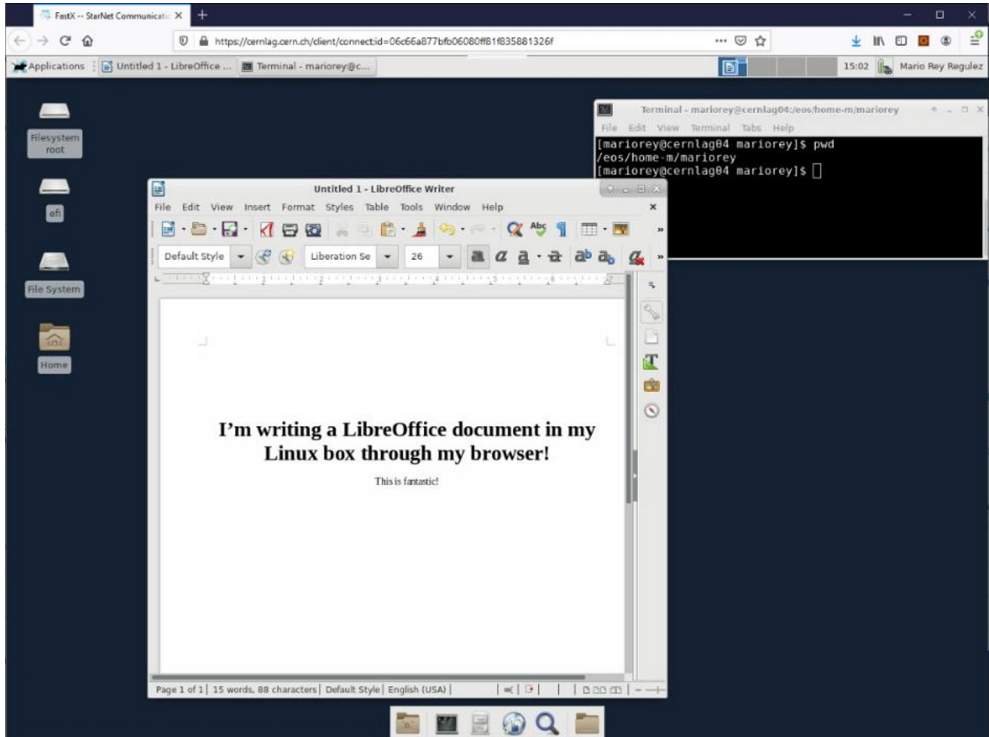 FastX -- StarNet Communicatic
https://cernlag.cern.ch/client/connect:id=06c66a877bfb06080ff81f835881326f
Applications Untitled 1 - LibreOffice ... Terminal - mariorey@c... 15:02 Mario Rey Regulez
Filesystem
root
efi
File System
Home
Terminal - mariorey@cernlag04:/eos/home-m/mariorey
File Edit View Terminal Tabs Help
[mariorey@cernlag04 mariorey]$ pwd
/eos/home-m/mariorey
[mariorey@cernlag04 mariorey]$
Untitled 1 - LibreOffice Writer
File Edit View Insert Format Styles Table Tools Window Help
Default Style Liberation Se 26
I'm writing a LibreOffice document in my
Linux box through my browser!
This is fantastic!
Page 1 of 1 15 words, 88 characters Default Style English (USA)